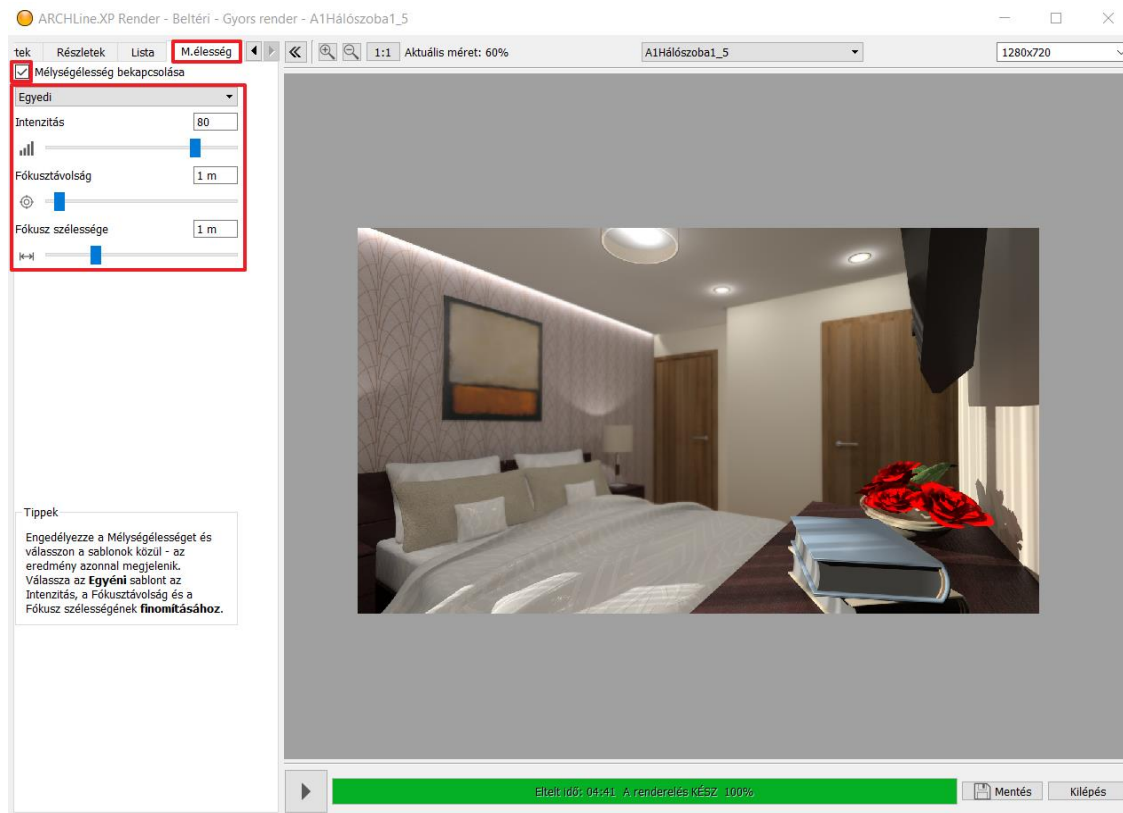 ARCHLine.XP Render - Beltéri - Gyors render - A1Hálószoba1_5
tek Részletek Lista M.élesség
1:1 Aktuális méret: 60% A1Hálószoba1_5 1280x720
Mélységélesség bekapcsolása
Egyedi
Intenzitás 80
Fókusztávolság 1 m
Fókusz szélessége 1 m
Tippek
Engedélyezze a Mélységélességet és
válasszon a sablonok közül - az
eredmény azonnal megjelenik.
Válassza az Egyéni sablont az
Intenzitás, a Fókusztávolság és a
Fókusz szélességének finomításához.
Eltelt idő: 04:41 A renderelés KÉSZ 100%
Mentés Kilépés